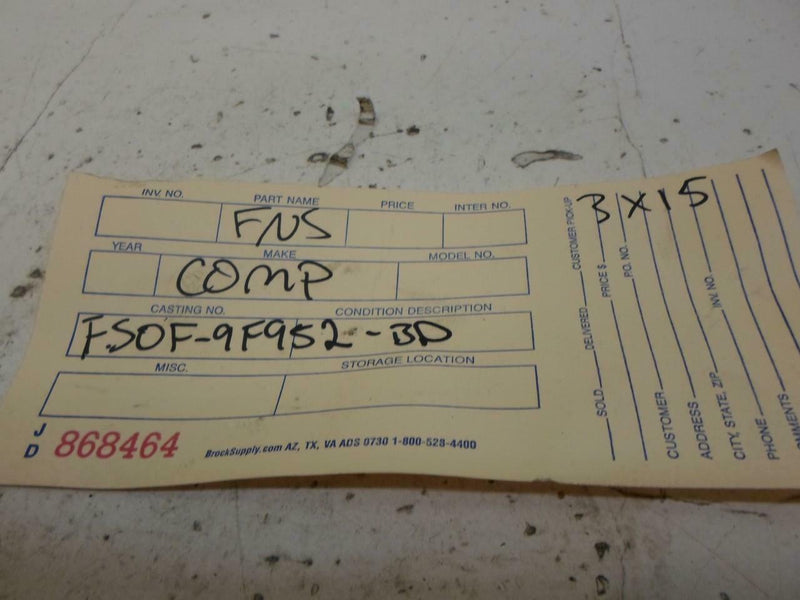 INV. NO. PART NAME PRICE INTER NO.
F/NS
YEAR MAKE MODEL NO.
COMP
CASTING NO. CONDITION DESCRIPTION
FSOF-9F952-BD
MISC. STORAGE LOCATION
J D 868464 BrockSupply.com AZ, TX, VA ADS 0730 1-800-528-4400
3X15
SOLD DELIVERED CUSTOMER PICK-UP
PRICE $ P.O. NO.
CUSTOMER
ADDRESS
CITY, STATE, ZIP INV. NO.
PHONE